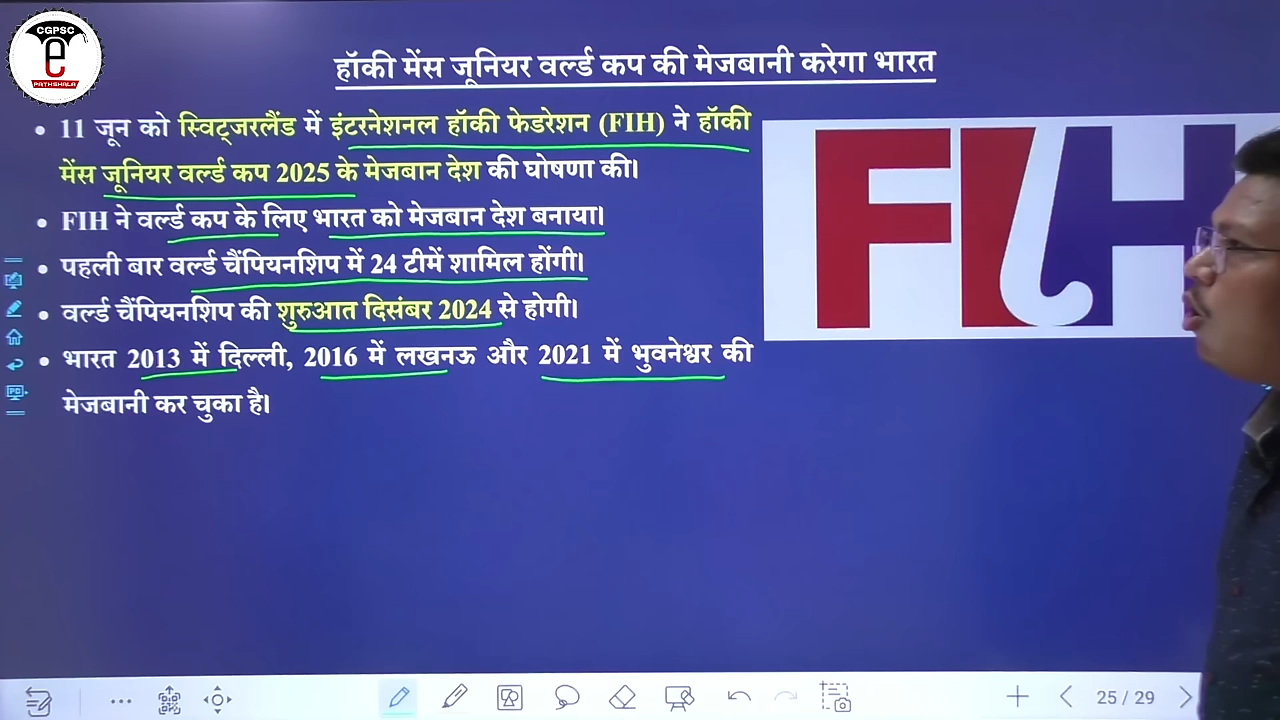 CGPSC
e
PATHSHALA
हॉकी मेंस जूनियर वर्ल्ड कप की मेजबानी करेगा भारत
• 11 जून को स्विट्जरलैंड में इंटरनेशनल हॉकी फेडरेशन (FIH) ने हॉकी
मेंस जूनियर वर्ल्ड कप 2025 के मेजबान देश की घोषणा की।
• FIH ने वर्ल्ड कप के लिए भारत को मेजबान देश बनाया।
• पहली बार वर्ल्ड चैंपियनशिप में 24 टीमें शामिल होंगी।
• वर्ल्ड चैंपियनशिप की शुरुआत दिसंबर 2024 से होगी।
• भारत 2013 में दिल्ली, 2016 में लखनऊ और 2021 में भुवनेश्वर की
मेजबानी कर चुका है।
FIH
25 / 29